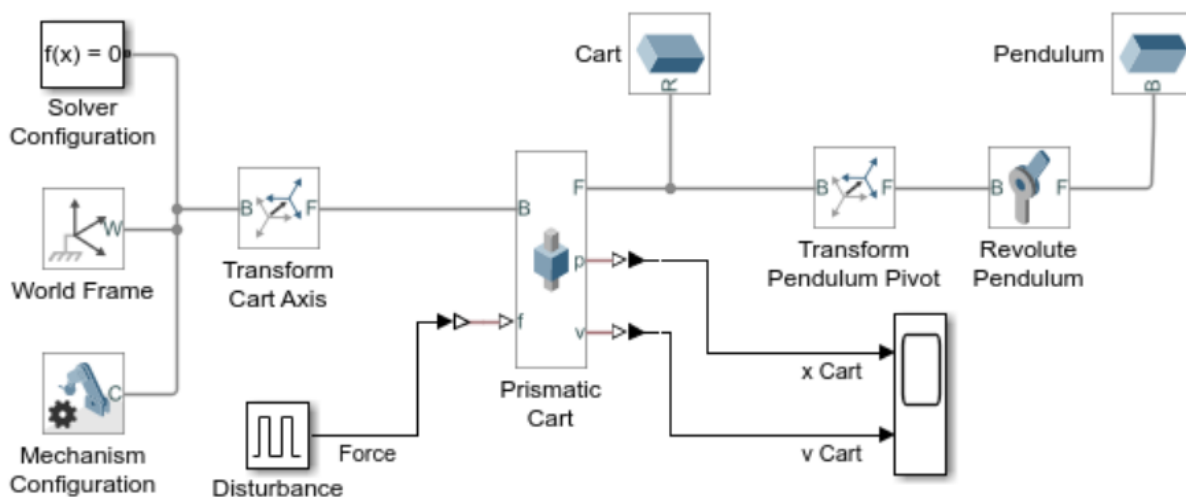 f(x) = 0
Solver
Configuration
W
World Frame
C
Mechanism
Configuration
B
F
Transform
Cart Axis
Disturbance
Force
B
F
p
f
v
Prismatic
Cart
Cart
R
B
F
Transform
Pendulum Pivot
B
F
Revolute
Pendulum
Pendulum
B
x Cart
v Cart